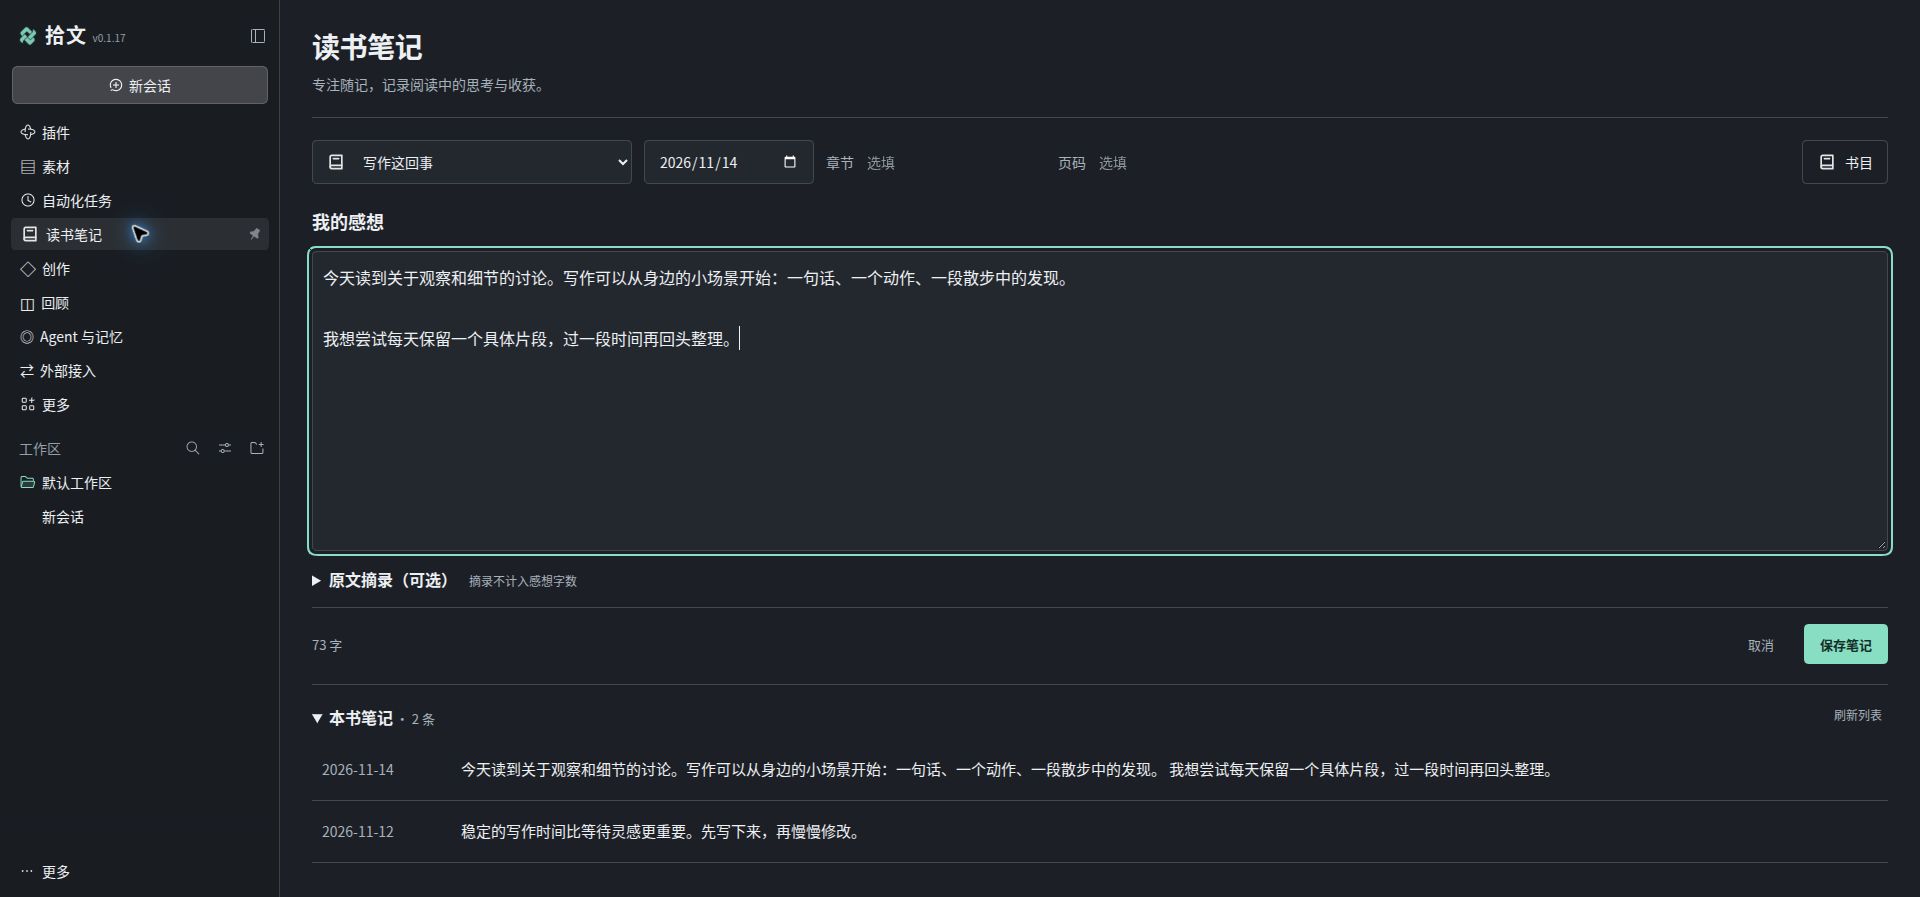 拾文 v0.1.17
新会话
插件
素材
自动化任务
读书笔记
创作
回顾
Agent 与记忆
外部接入
更多
工作区
默认工作区
新会话
更多
读书笔记
专注随记，记录阅读中的思考与收获。
写作这回事 2026/11/14 章节 选填 页码 选填 书目
我的感想
今天读到关于观察和细节的讨论。写作可以从身边的小场景开始：一句话、一个动作、一段散步中的发现。
我想尝试每天保留一个具体片段，过一段时间再回头整理。
原文摘录（可选） 摘录不计入感想字数
73 字 取消 保存笔记
本书笔记 · 2 条 刷新列表
2026-11-14 今天读到关于观察和细节的讨论。写作可以从身边的小场景开始：一句话、一个动作、一段散步中的发现。 我想尝试每天保留一个具体片段，过一段时间再回头整理。
2026-11-12 稳定的写作时间比等待灵感更重要。先写下来，再慢慢修改。